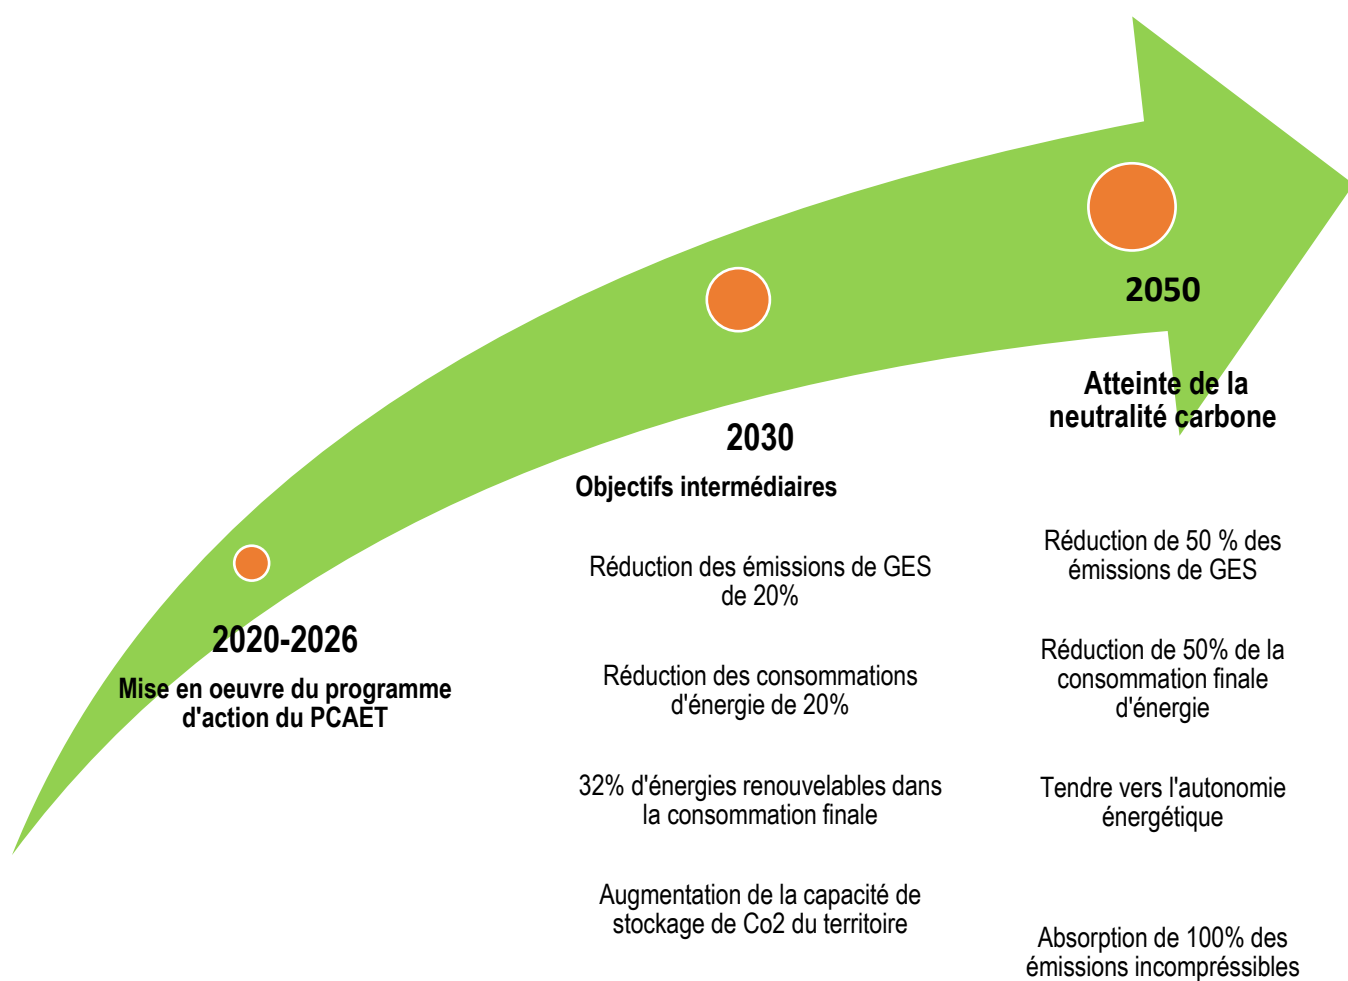 2020-2026
Mise en oeuvre du programme
d'action du PCAET
2030
Objectifs intermédiaires
Réduction des émissions de GES
de 20%
Réduction des consommations
d'énergie de 20%
32% d'énergies renouvelables dans
la consommation finale
Augmentation de la capacité de
stockage de Co2 du territoire
2050
Atteinte de la
neutralité carbone
Réduction de 50 % des
émissions de GES
Réduction de 50% de la
consommation finale
d'énergie
Tendre vers l'autonomie
énergétique
Absorption de 100% des
émissions incompréssibles